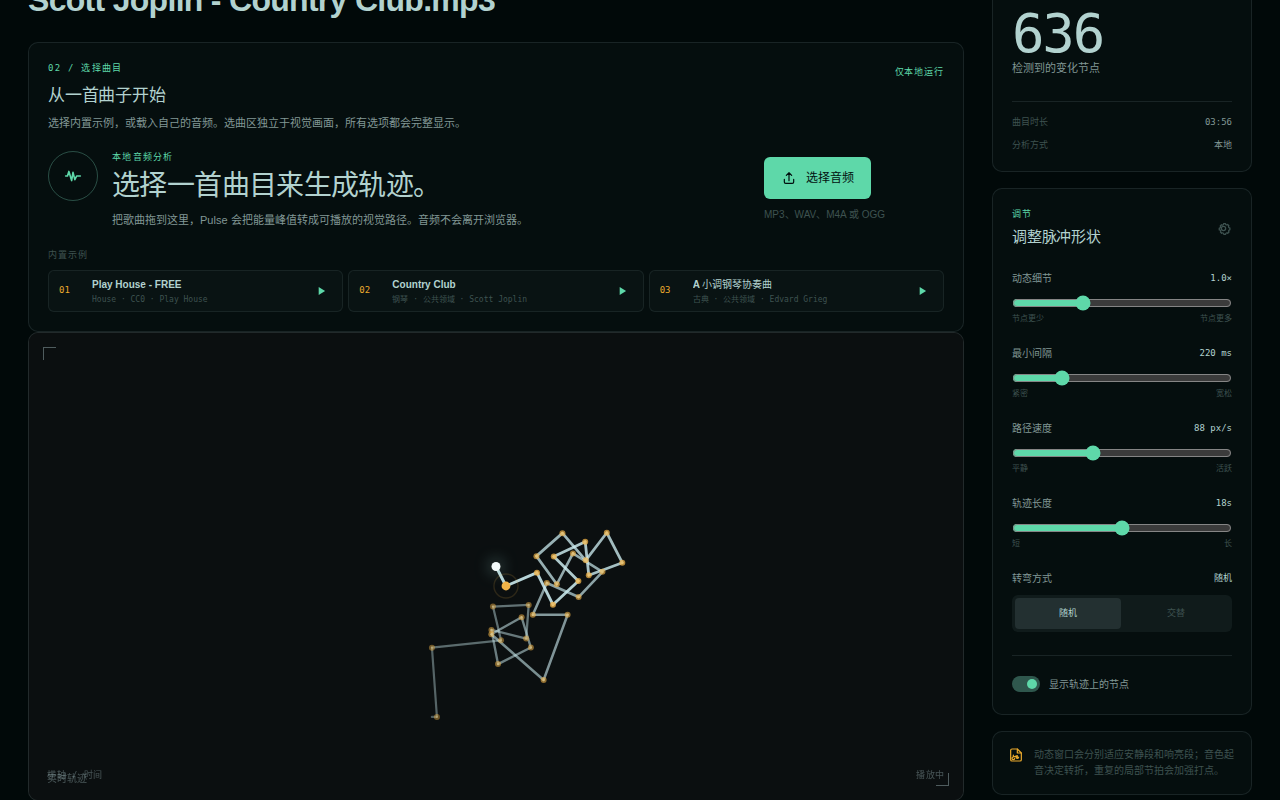 Scott Joplin - Country Club.mp3
02 / 选择曲目
仅本地运行
从一首曲子开始
选择内置示例，或载入自己的音频。选曲区独立于视觉画面，所有选项都会完整显示。
本地音频分析
选择一首曲目来生成轨迹。
把歌曲拖到这里，Pulse 会把能量峰值转成可播放的视觉路径。音频不会离开浏览器。
选择音频
MP3、WAV、M4A 或 OGG
内置示例
01
Play House - FREE
House · CC0 · Play House
02
Country Club
钢琴 · 公共领域 · Scott Joplin
03
A 小调钢琴协奏曲
古典 · 公共领域 · Edvard Grieg
/ 时间
实时轨迹
播放中
636
检测到的变化节点
曲目时长
03:56
分析方式
本地
调节
调整脉冲形状
动态细节
1.0×
节点更少
节点更多
最小间隔
220 ms
紧密
宽松
路径速度
88 px/s
平静
活跃
轨迹长度
18s
短
长
转弯方式
随机
随机
交替
显示轨迹上的节点
动态窗口会分别适应安静段和响亮段；音色起
音决定转折，重复的局部节拍会加强打点。